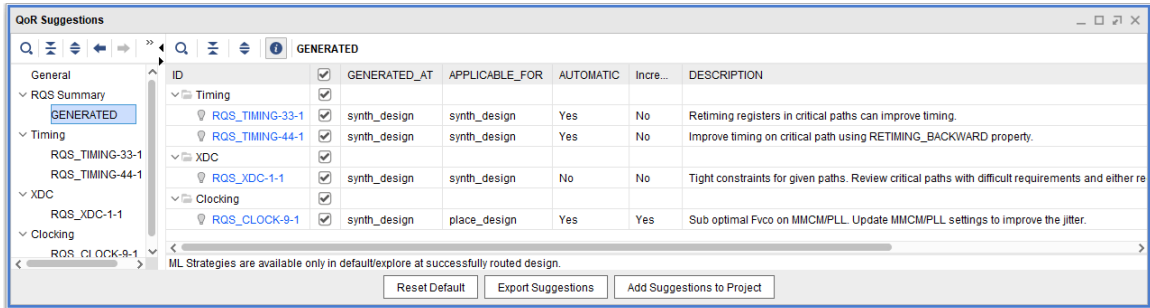 QoR Suggestions
GENERATED
General
RQS Summary
GENERATED
Timing
RQS_TIMING-33-1
RQS_TIMING-44-1
XDC
RQS_XDC-1-1
Clocking
RQS_CLOCK-9-1
ID GENERATED_AT APPLICABLE_FOR AUTOMATIC Incre... DESCRIPTION
Timing
RQS_TIMING-33-1 synth_design synth_design Yes No Retiming registers in critical paths can improve timing.
RQS_TIMING-44-1 synth_design synth_design Yes No Improve timing on critical path using RETIMING_BACKWARD property.
XDC
RQS_XDC-1-1 synth_design synth_design No No Tight constraints for given paths. Review critical paths with difficult requirements and either re
Clocking
RQS_CLOCK-9-1 synth_design place_design Yes Yes Sub optimal Fvco on MMCM/PLL. Update MMCM/PLL settings to improve the jitter.
ML Strategies are available only in default/explore at successfully routed design.
Reset Default Export Suggestions Add Suggestions to Project